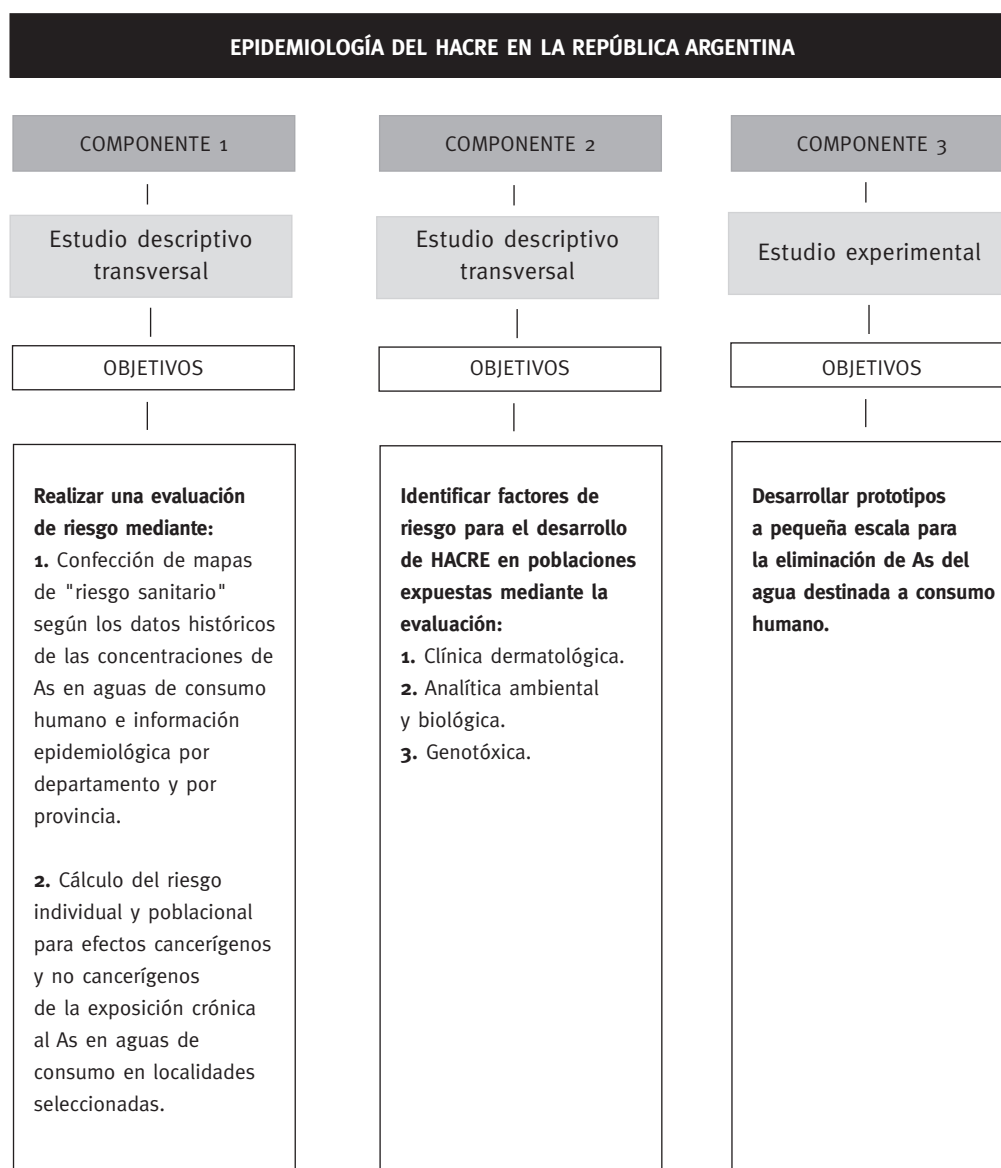 EPIDEMIOLOGÍA DEL HACRE EN LA REPÚBLICA ARGENTINA
COMPONENTE 1
Estudio descriptivo
transversal
OBJETIVOS
Realizar una evaluación
de riesgo mediante:
1. Confección de mapas
de "riesgo sanitario"
según los datos históricos
de las concentraciones de
As en aguas de consumo
humano e información
epidemiológica por
departamento y por
provincia.
2. Cálculo del riesgo
individual y poblacional
para efectos cancerígenos
y no cancerígenos
de la exposición crónica
al As en aguas de
consumo en localidades
seleccionadas.
COMPONENTE 2
Estudio descriptivo
transversal
OBJETIVOS
Identificar factores de
riesgo para el desarrollo
de HACRE en poblaciones
expuestas mediante la
evaluación:
1. Clínica dermatológica.
2. Analítica ambiental
y biológica.
3. Genotóxica.
COMPONENTE 3
Estudio experimental
OBJETIVOS
Desarrollar prototipos
a pequeña escala para
la eliminación de As del
agua destinada a consumo
humano.